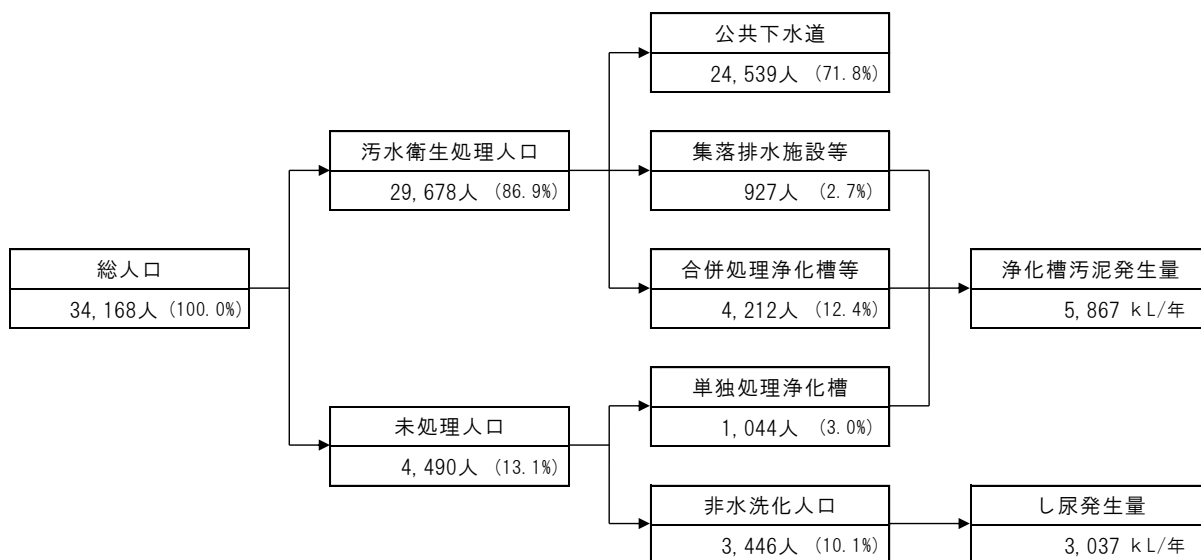 公共下水道
24,539人 (71.8%)
汚水衛生処理人口
29,678人 (86.9%)
集落排水施設等
927人 (2.7%)
総人口
34,168人 (100.0%)
合併処理浄化槽等
4,212人 (12.4%)
浄化槽汚泥発生量
5,867 kL/年
単独処理浄化槽
1,044人 (3.0%)
未処理人口
4,490人 (13.1%)
非水洗化人口
3,446人 (10.1%)
し尿発生量
3,037 kL/年